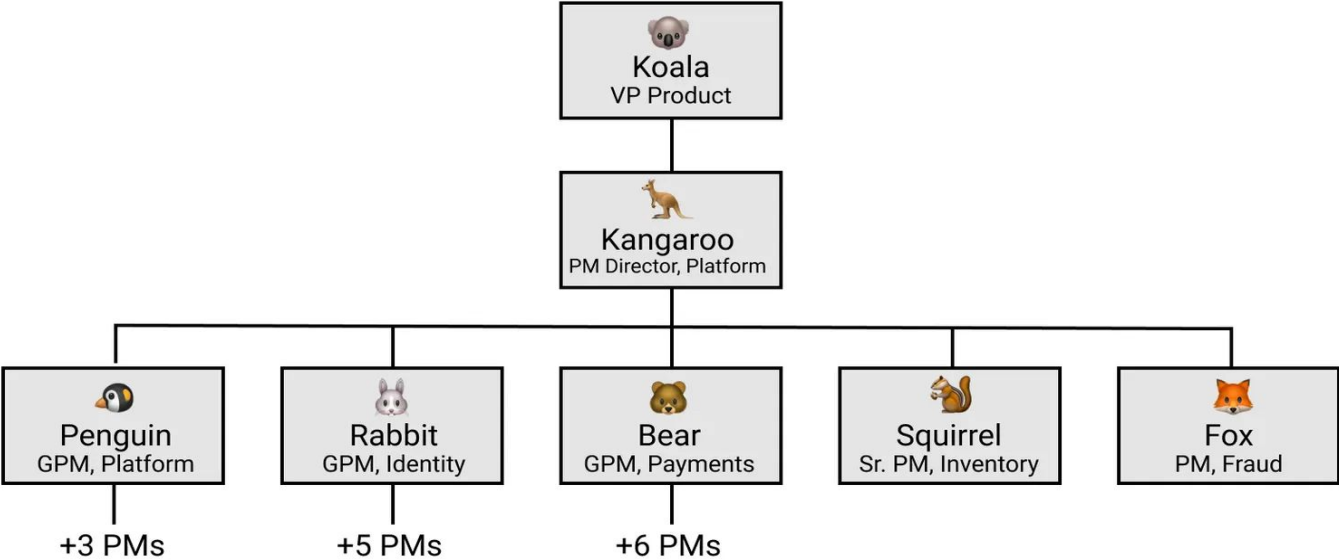 Koala
VP Product
Kangaroo
PM Director, Platform
Penguin
GPM, Platform
Rabbit
GPM, Identity
Bear
GPM, Payments
Squirrel
Sr. PM, Inventory
Fox
PM, Fraud
+3 PMs
+5 PMs
+6 PMs